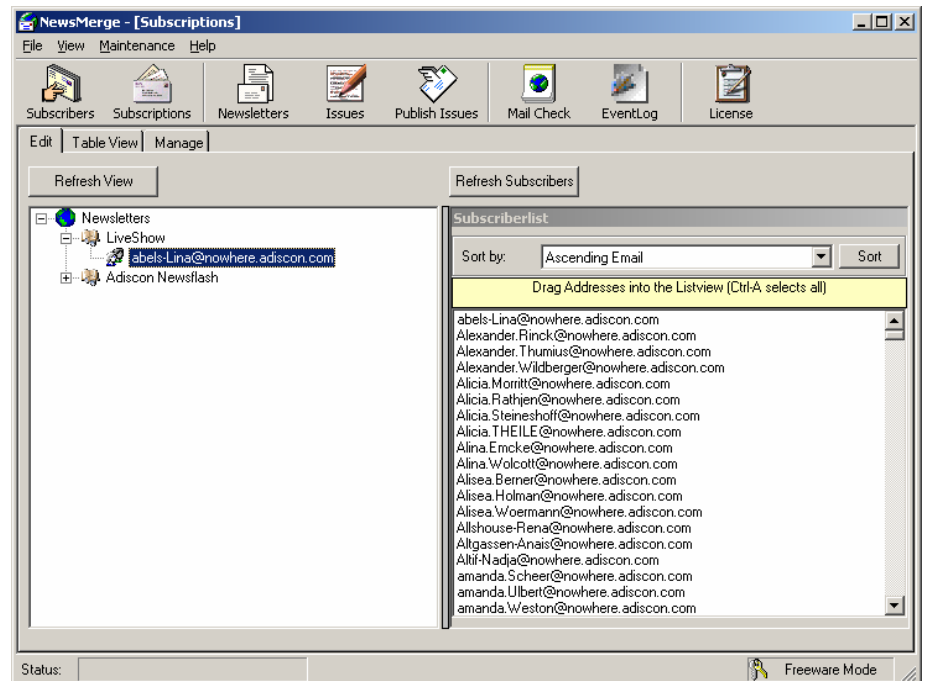 NewsMerge - [Subscriptions]
File View Maintenance Help
Subscribers Subscriptions Newsletters Issues Publish Issues Mail Check EventLog License
Edit Table View Manage
Refresh View Refresh Subscribers
Newsletters
LiveShow
abels-Lina@nowhere.adiscon.com
Adiscon Newsflash
Subscriberlist
Sort by: Ascending Email Sort
Drag Addresses into the Listview (Ctrl-A selects all)
abels-Lina@nowhere.adiscon.com
Alexander.Rinck@nowhere.adiscon.com
Alexander.Thumius@nowhere.adiscon.com
Alexander.Wildberger@nowhere.adiscon.com
Alicia.Morritt@nowhere.adiscon.com
Alicia.Rathjen@nowhere.adiscon.com
Alicia.Steineshoff@nowhere.adiscon.com
Alicia.THEILE@nowhere.adiscon.com
Alina.Emcke@nowhere.adiscon.com
Alina.Wolcott@nowhere.adiscon.com
Alisea.Berner@nowhere.adiscon.com
Alisea.Holman@nowhere.adiscon.com
Alisea.Woermann@nowhere.adiscon.com
Allshouse-Rena@nowhere.adiscon.com
Altgassen-Anais@nowhere.adiscon.com
Altif-Nadja@nowhere.adiscon.com
amanda.Scheer@nowhere.adiscon.com
amanda.Ulbert@nowhere.adiscon.com
amanda.Weston@nowhere.adiscon.com
Status: Freeware Mode